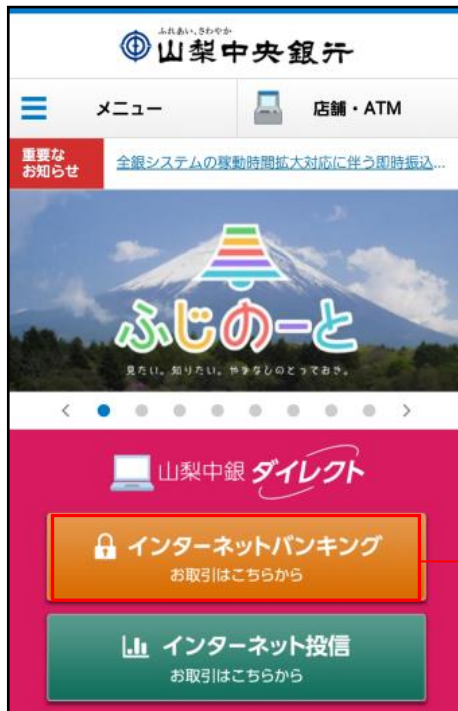 ふれあい、さわやか
山梨中央銀行
メニュー
店舗・ATM
重要な
お知らせ
全銀システムの稼動時間拡大対応に伴う即時振込...
ふじのーと
見たい。知りたい。やまなしのとっておき。
山梨中銀 ダイレクト
インターネットバンキング
お取引はこちらから
インターネット投信
お取引はこちらから